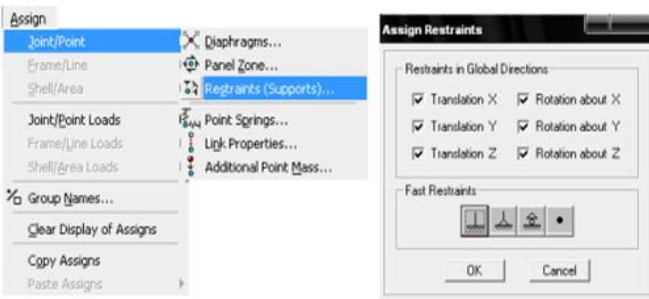 Assign
Joint/Point
Frame/Line
Shell/Area
Joint/Point Loads
Frame/Line Loads
Shell/Area Loads
Group Names...
Clear Display of Assigns
Copy Assigns
Paste Assigns
Diaphragms...
Panel Zone...
Restraints (Supports)...
Point Springs...
Link Properties...
Additional Point Mass...
Assign Restraints
Restraints in Global Directions
Translation X Rotation about X
Translation Y Rotation about Y
Translation Z Rotation about Z
Fast Restraints
OK Cancel